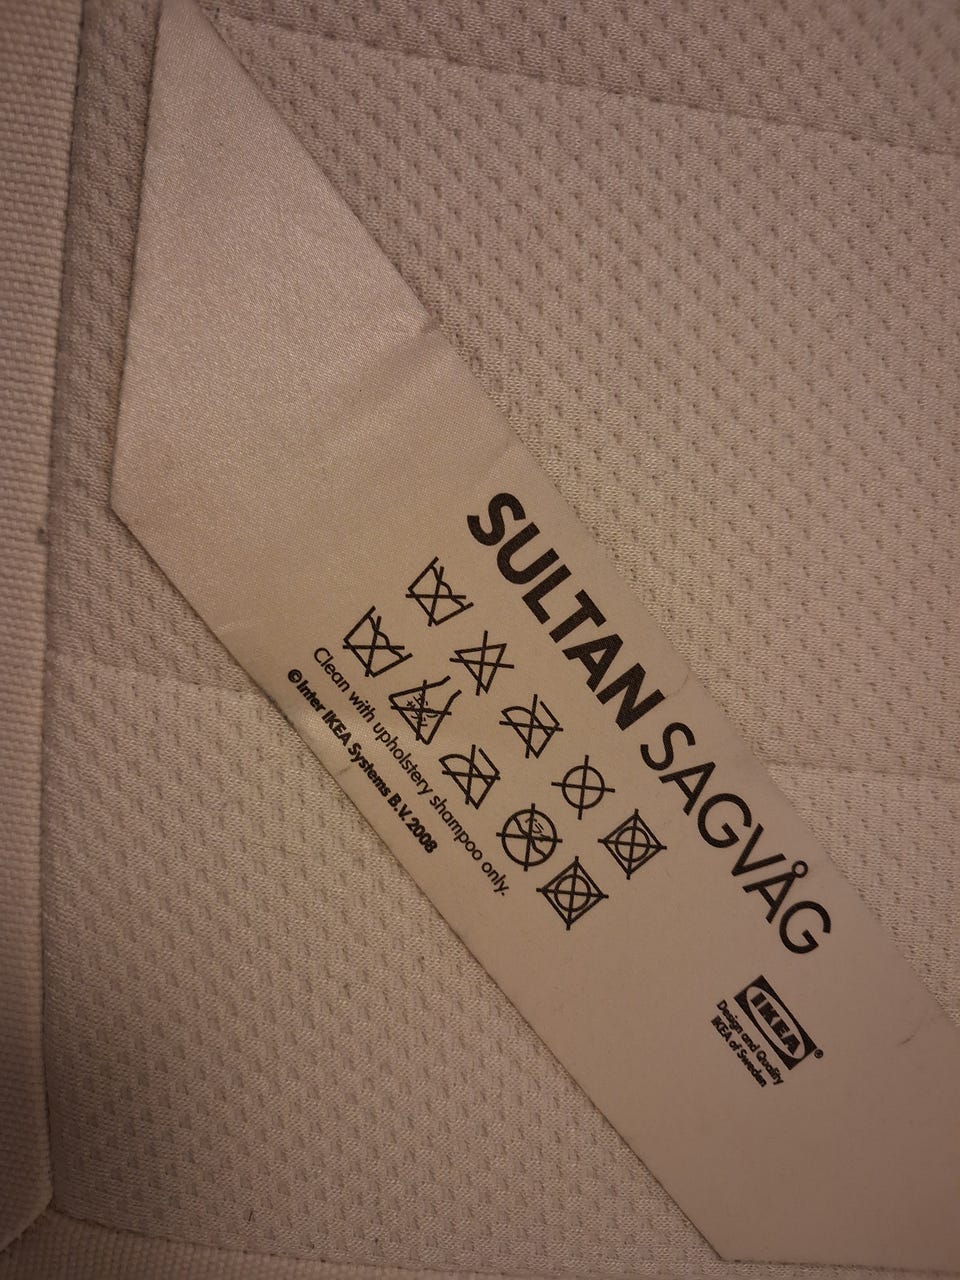 SULTAN SAGVÅG
Clean with upholstery shampoo only.
© Inter IKEA Systems B.V. 2008
IKEA®
Design and Quality
IKEA of Sweden